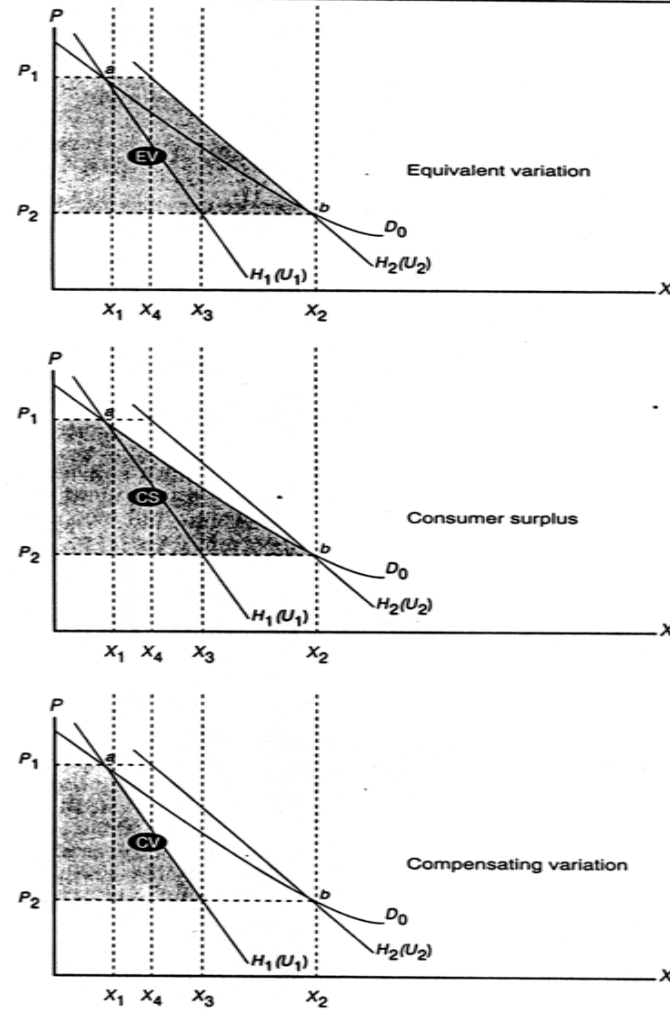 P
P1
a
EV
Equivalent variation
P2
b
D0
H2(U2)
H1(U1)
X
X1 X4 X3 X2
P
P1
a
CS
Consumer surplus
P2
b
D0
H2(U2)
H1(U1)
X
X1 X4 X3 X2
P
P1
a
CV
Compensating variation
P2
b
D0
H2(U2)
H1(U1)
X
X1 X4 X3 X2